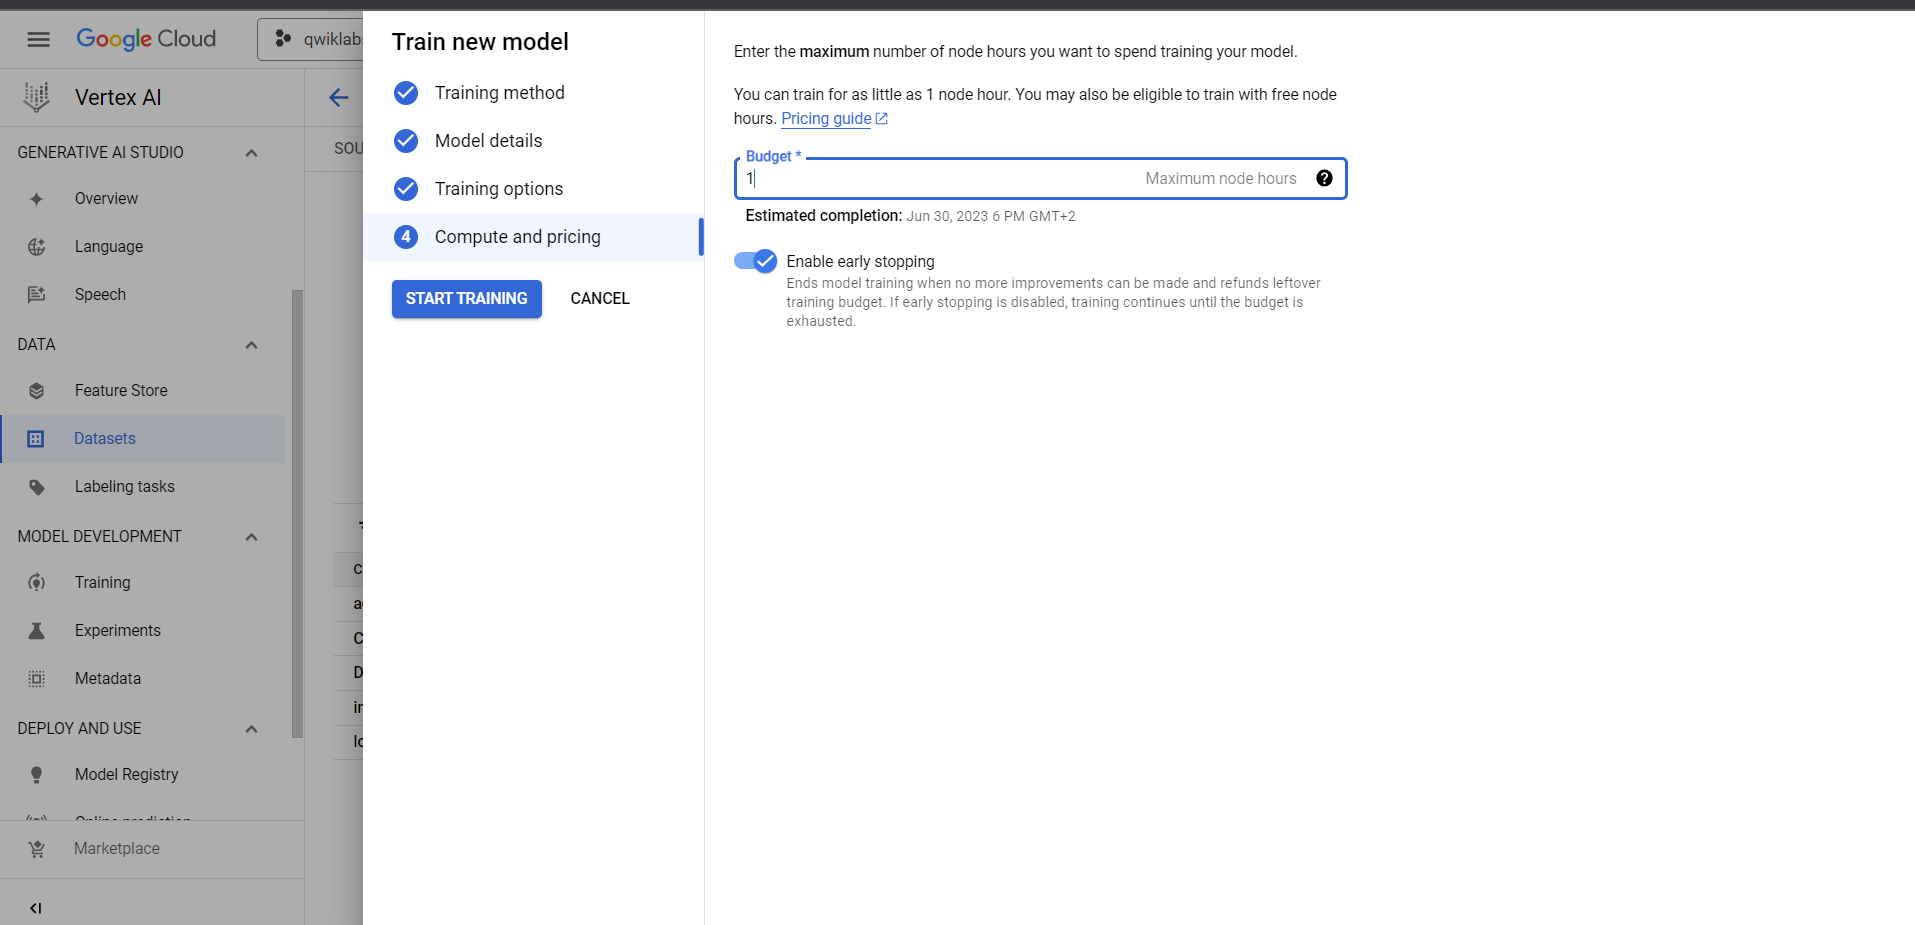 Google Cloud
qwiklab
Vertex AI
SOU
GENERATIVE AI STUDIO
Overview
Language
Speech
DATA
Feature Store
Datasets
Labeling tasks
MODEL DEVELOPMENT
Training
Experiments
Metadata
DEPLOY AND USE
Model Registry
Online prediction
Marketplace
Train new model
Training method
Model details
Training options
4 Compute and pricing
START TRAINING CANCEL
Enter the maximum number of node hours you want to spend training your model.
You can train for as little as 1 node hour. You may also be eligible to train with free node
hours. Pricing guide
Budget *
1 Maximum node hours ?
Estimated completion: Jun 30, 2023 6 PM GMT+2
Enable early stopping
Ends model training when no more improvements can be made and refunds leftover
training budget. If early stopping is disabled, training continues until the budget is
exhausted.